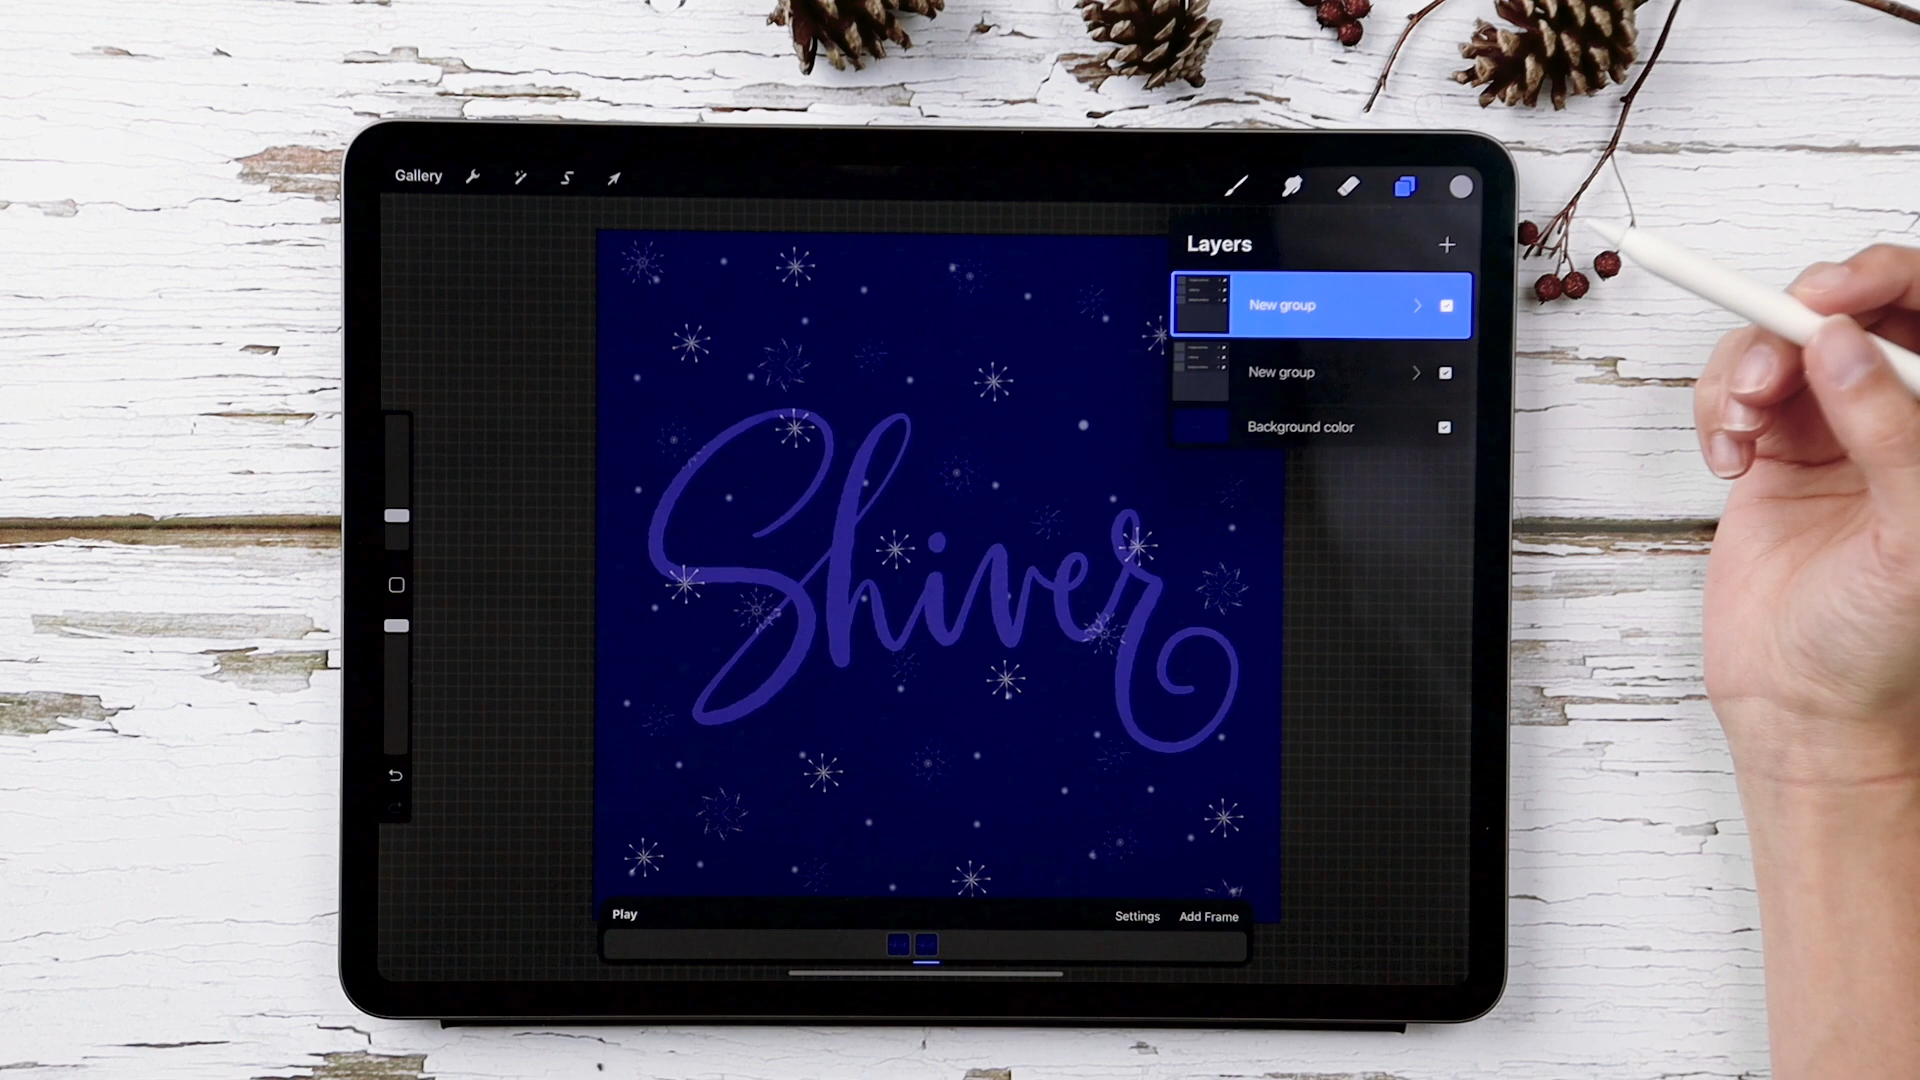 Gallery
Layers
New group
New group
Background color
Shiver
Play
Settings
Add Frame